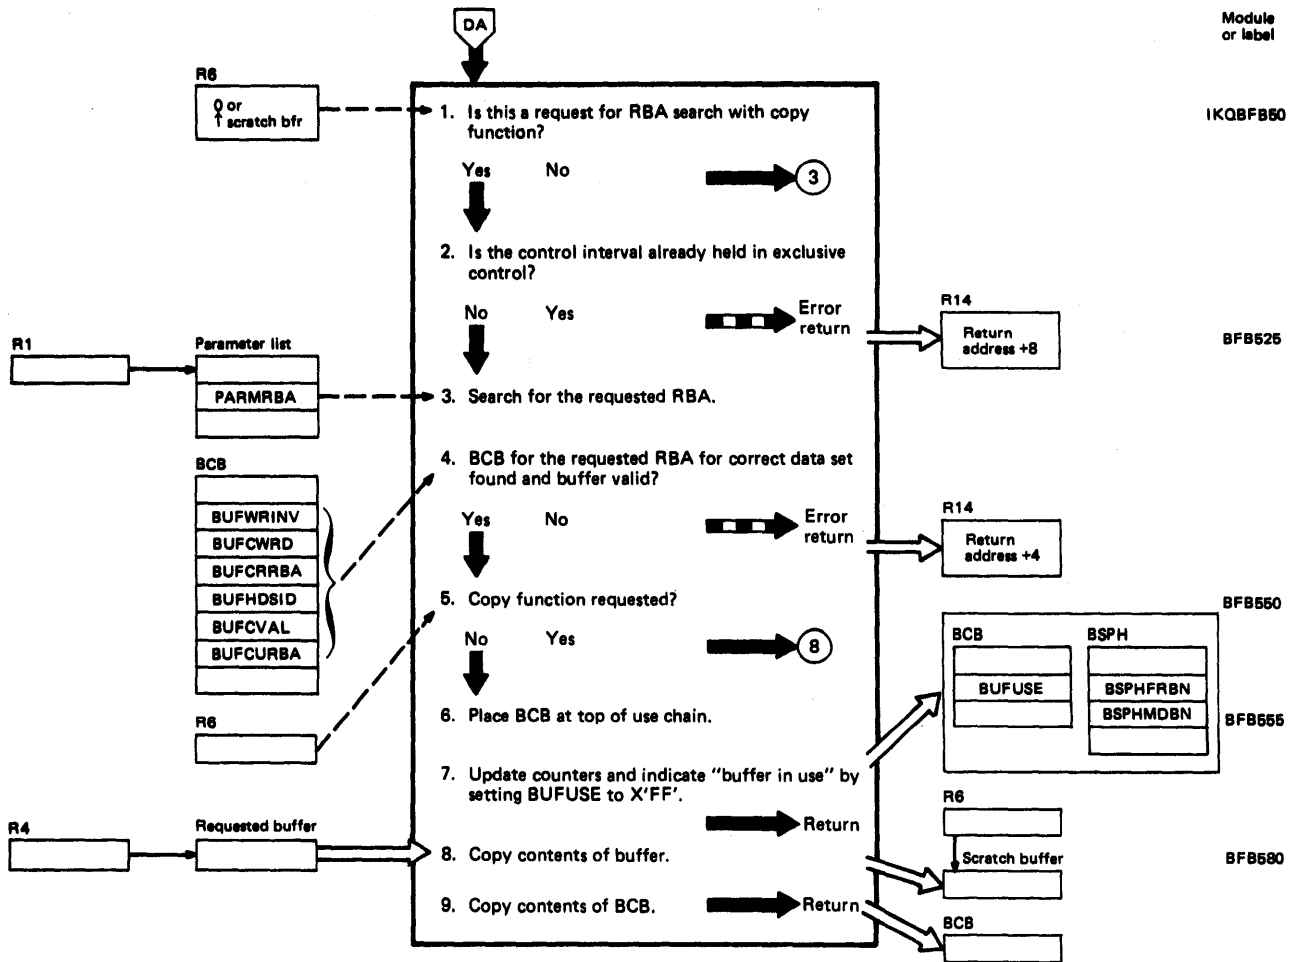 DA
Module
or label
R6
0 or
↑ scratch bfr
1. Is this a request for RBA search with copy
function?
IKQBFB50
Yes
No
3
2. Is the control interval already held in exclusive
control?
No
Yes
Error
return
R14
Return
address +8
BFB525
R1
Parameter list
PARMRBA
3. Search for the requested RBA.
BCB
BUFWRINV
BUFCWRD
BUFCRRBA
BUFHDSID
BUFCVAL
BUFCURBA
4. BCB for the requested RBA for correct data set
found and buffer valid?
Yes
No
Error
return
R14
Return
address +4
5. Copy function requested?
BFB550
No
Yes
8
BCB
BUFUSE
BSPH
BSPHFRBN
BSPHMDBN
R6
6. Place BCB at top of use chain.
BFB555
7. Update counters and indicate "buffer in use" by
setting BUFUSE to X'FF'.
Return
R4
Requested buffer
8. Copy contents of buffer.
R6
Scratch buffer
BFB580
9. Copy contents of BCB.
Return
BCB